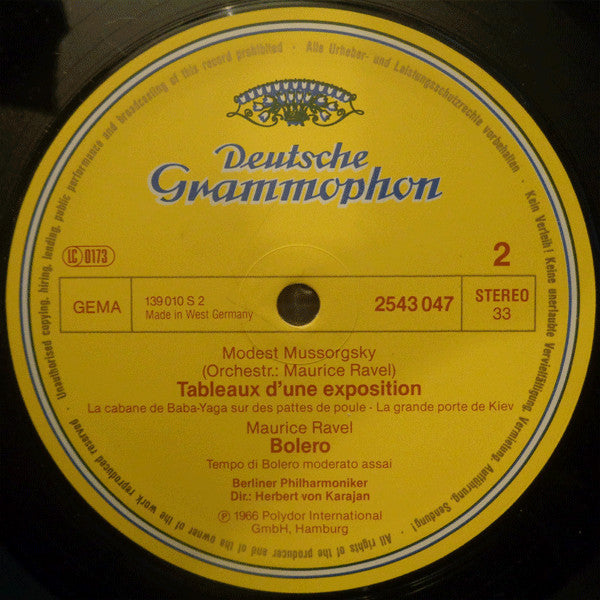 Unauthorised copying, hiring, lending, public performance and broadcasting of this record prohibited · Alle Urheber- und Leistungsschutzrechte vorbehalten · Kein Verleih! Keine unerlaubte Vervielfältigung, Vermietung, Aufführung, Sendung! · All rights of the producer and of the owner of the work reproduced reserved
Deutsche
Grammophon
LC 0173
2
GEMA
139 010 S 2
Made in West Germany
2543 047
STEREO
33
Modest Mussorgsky
(Orchestr.: Maurice Ravel)
Tableaux d'une exposition
La cabane de Baba-Yaga sur des pattes de poule - La grande porte de Kiev
Maurice Ravel
Bolero
Tempo di Bolero moderato assai
Berliner Philharmoniker
Dir.: Herbert von Karajan
Ⓟ 1966 Polydor International
GmbH, Hamburg